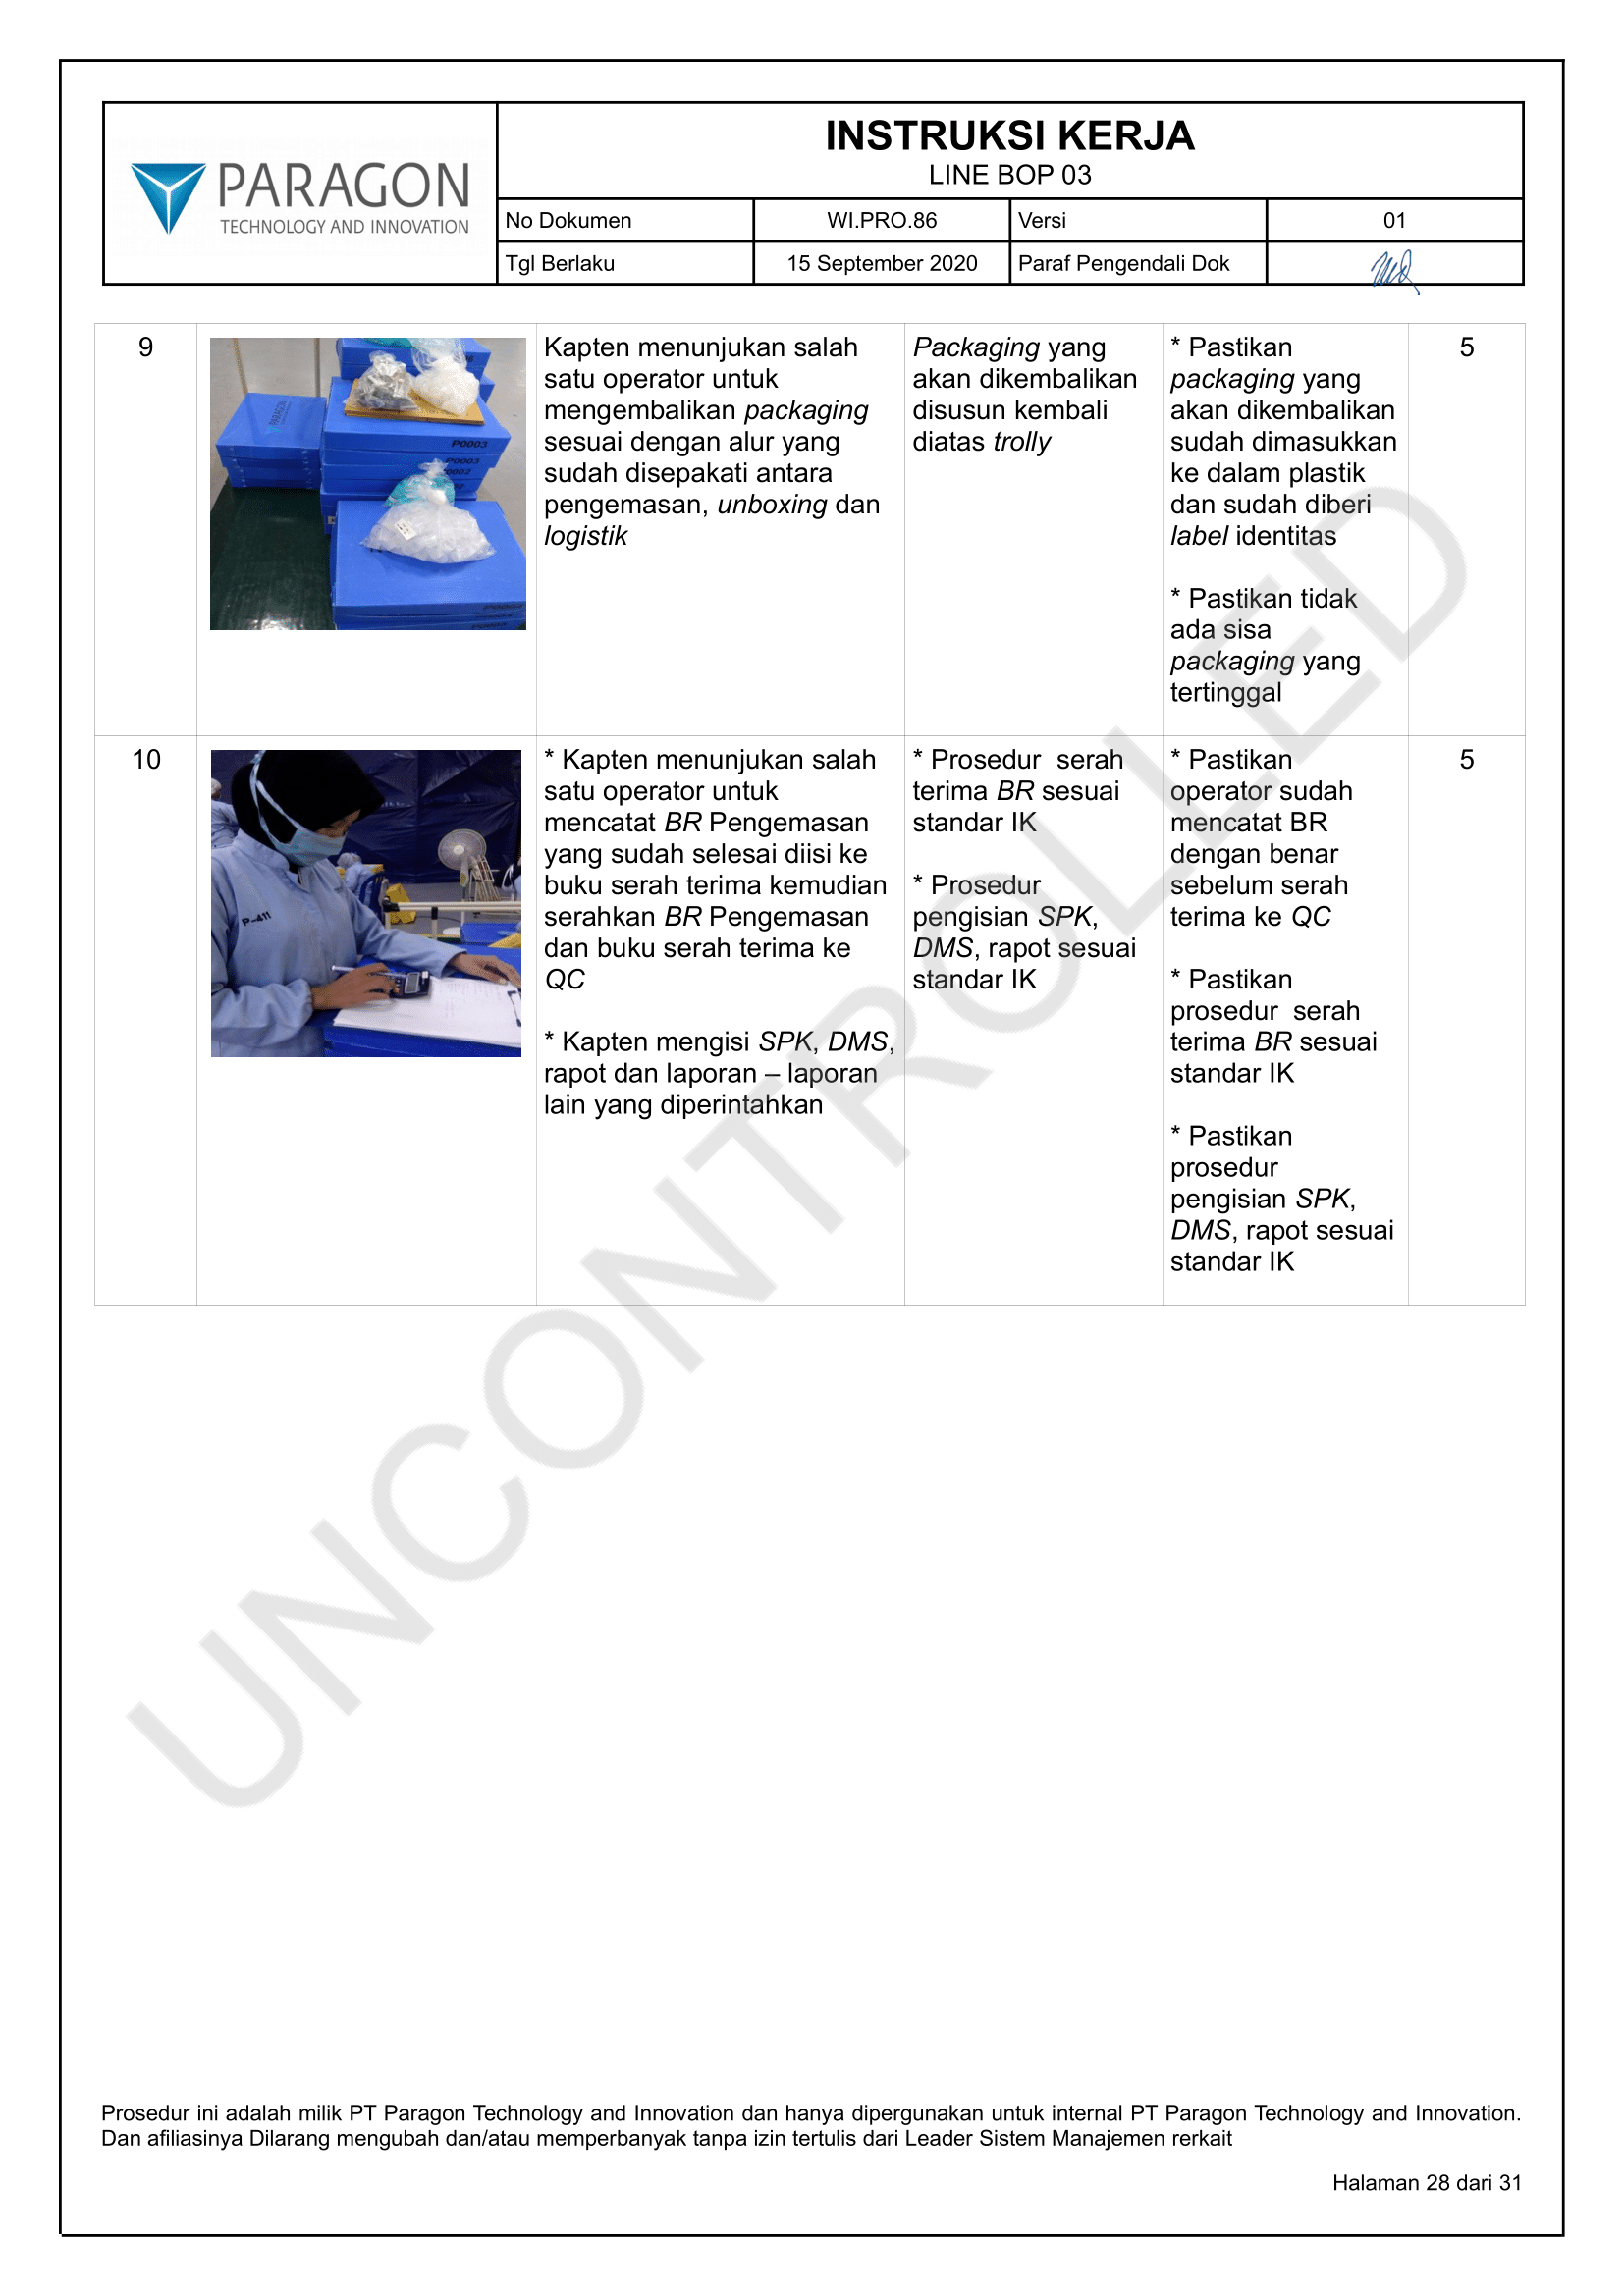 PARAGON
TECHNOLOGY AND INNOVATION
INSTRUKSI KERJA
LINE BOP 03
No Dokumen
WI.PRO.86
Versi
01
Tgl Berlaku
15 September 2020
Paraf Pengendali Dok
9
PARAGON
P0003
P0003
Kapten menunjukan salah
satu operator untuk
mengembalikan packaging
sesuai dengan alur yang
sudah disepakati antara
pengemasan, unboxing dan
logistik
Packaging yang
akan dikembalikan
disusun kembali
diatas trolly
* Pastikan
packaging yang
akan dikembalikan
sudah dimasukkan
ke dalam plastik
dan sudah diberi
label identitas
* Pastikan tidak
ada sisa
packaging yang
tertinggal
5
10
P-411
* Kapten menunjukan salah
satu operator untuk
mencatat BR Pengemasan
yang sudah selesai diisi ke
buku serah terima kemudian
serahkan BR Pengemasan
dan buku serah terima ke
QC
* Kapten mengisi SPK, DMS,
rapot dan laporan – laporan
lain yang diperintahkan
* Prosedur serah
terima BR sesuai
standar IK
* Prosedur
pengisian SPK,
DMS, rapot sesuai
standar IK
* Pastikan
operator sudah
mencatat BR
dengan benar
sebelum serah
terima ke QC
* Pastikan
prosedur serah
terima BR sesuai
standar IK
* Pastikan
prosedur
pengisian SPK,
DMS, rapot sesuai
standar IK
5
UNCONTROLLED
Prosedur ini adalah milik PT Paragon Technology and Innovation dan hanya dipergunakan untuk internal PT Paragon Technology and Innovation.
Dan afiliasinya Dilarang mengubah dan/atau memperbanyak tanpa izin tertulis dari Leader Sistem Manajemen rerkait
Halaman 28 dari 31